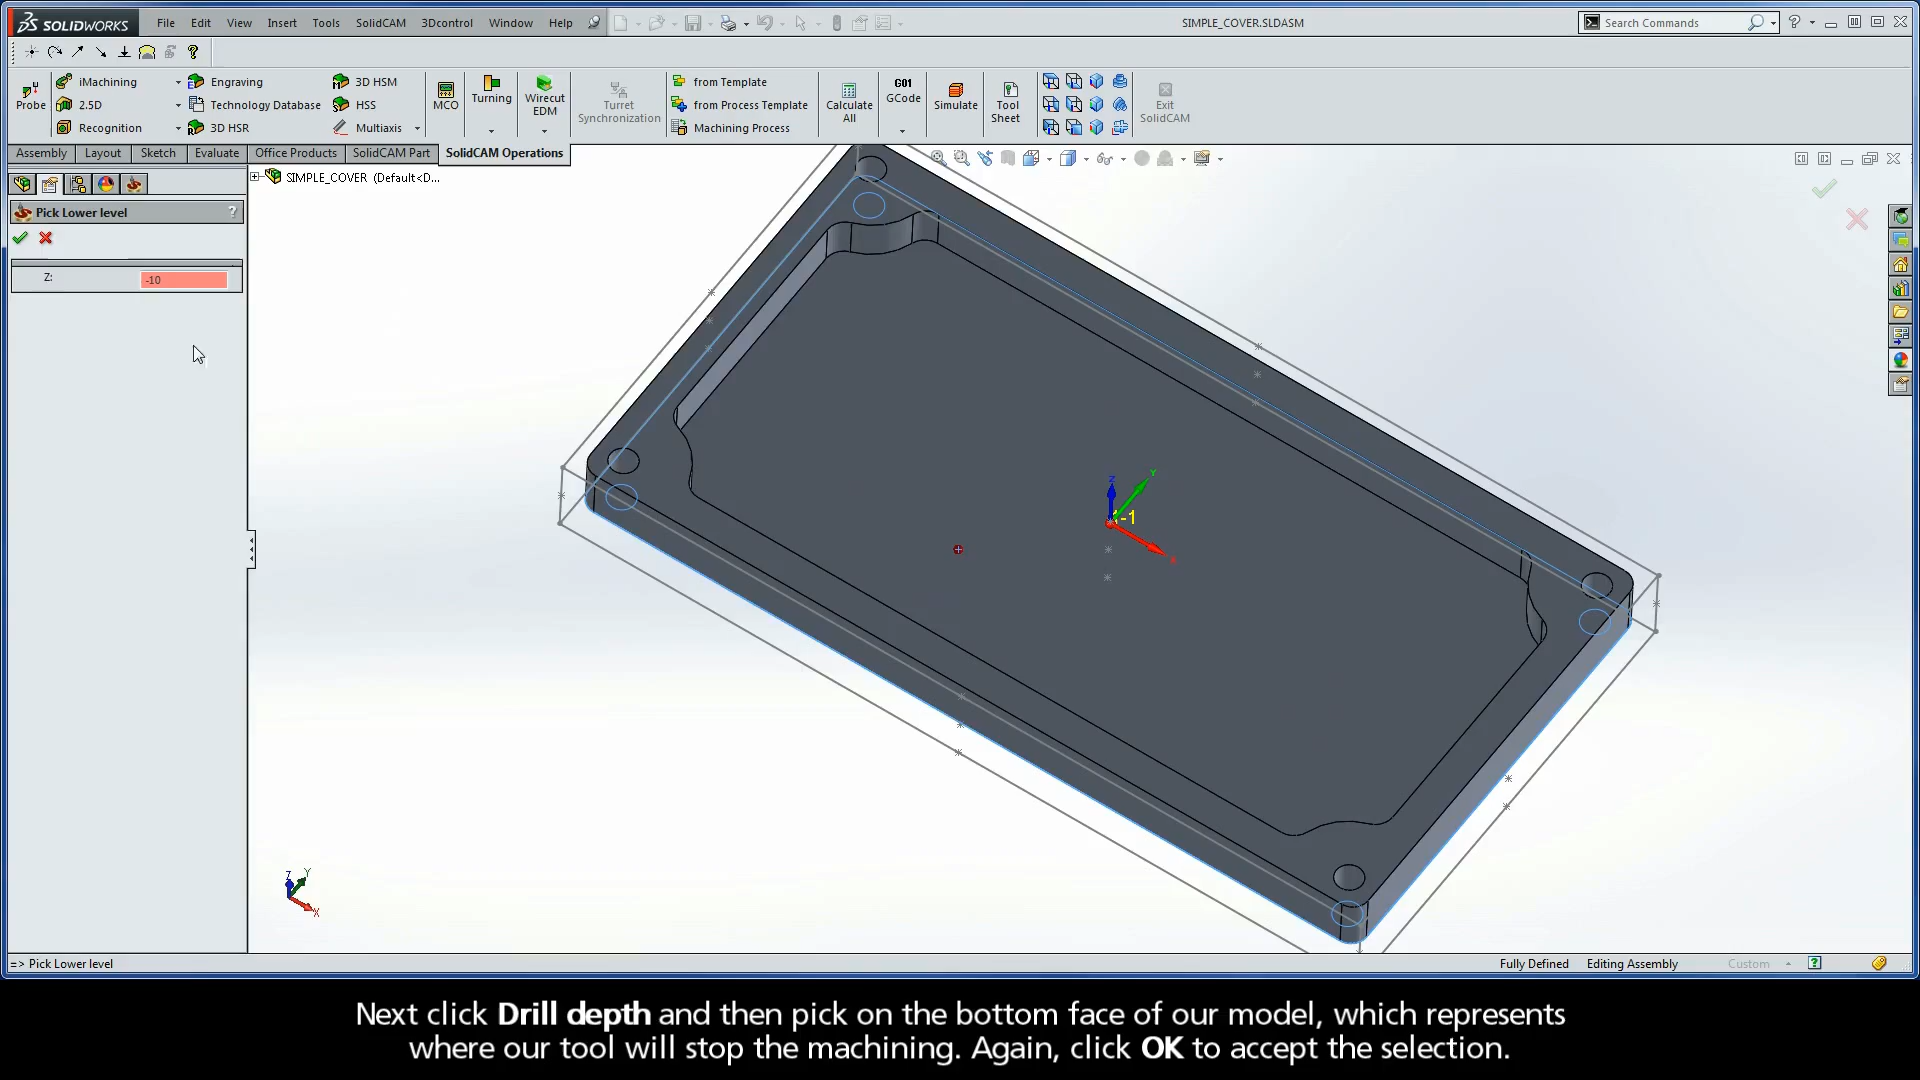 SOLIDWORKS
File Edit View Insert Tools SolidCAM 3Dcontrol Window Help
SIMPLE_COVER.SLDASM
Search Commands
Probe
iMachining
2.5D
Recognition
Engraving
Technology Database
3D HSR
3D HSM
HSS
Multiaxis
MCO
Turning
Wirecut
EDM
Turret
Synchronization
from Template
from Process Template
Machining Process
Calculate
All
G01
GCode
Simulate
Tool
Sheet
Exit
SolidCAM
Assembly Layout Sketch Evaluate Office Products SolidCAM Part SolidCAM Operations
SIMPLE_COVER (Default<D...
Pick Lower level ?
Z: -10
Z Y
-1
X
Z Y
X
=> Pick Lower level
Fully Defined Editing Assembly Custom
Next click Drill depth and then pick on the bottom face of our model, which represents
where our tool will stop the machining. Again, click OK to accept the selection.